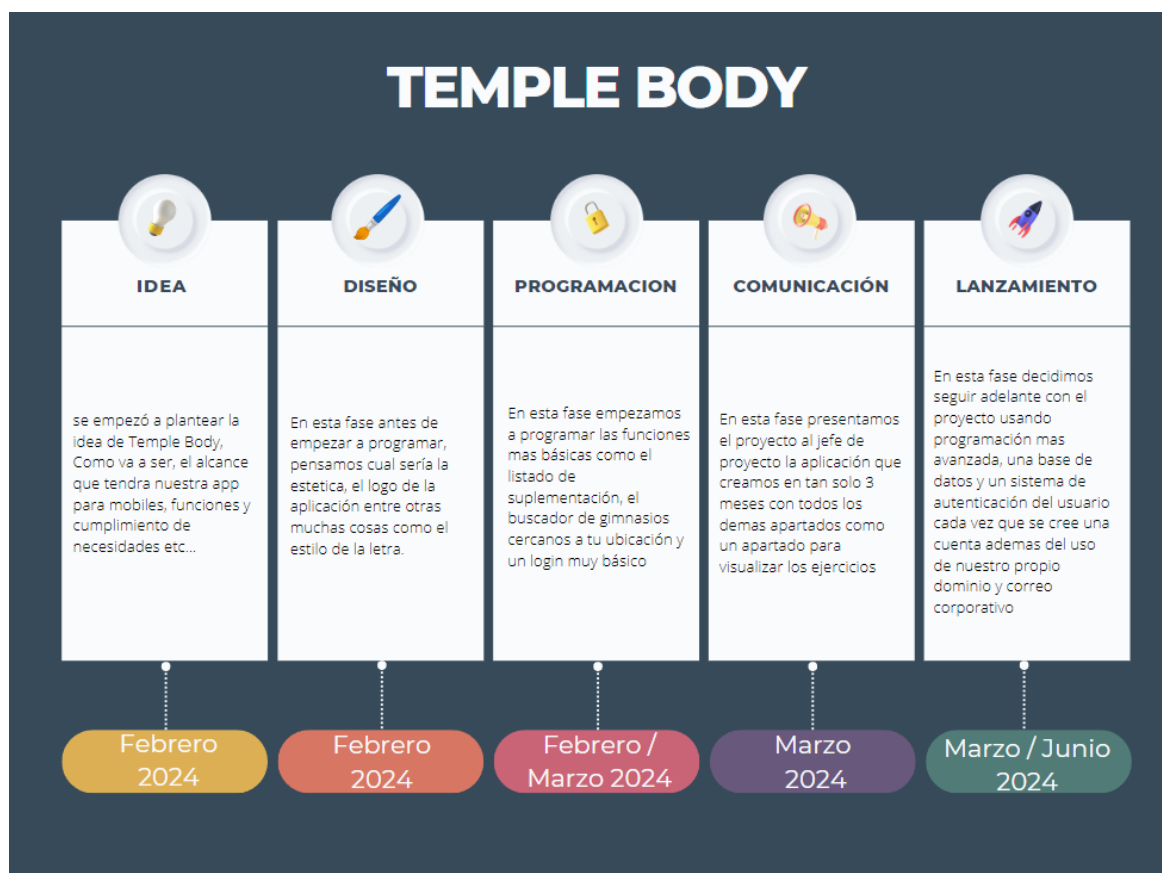 TEMPLE BODY
IDEA
se empezó a plantear la
idea de Temple Body,
Como va a ser, el alcance
que tendra nuestra app
para mobiles, funciones y
cumplimiento de
necesidades etc...
Febrero
2024
DISEÑO
En esta fase antes de
empezar a programar,
pensamos cual sería la
estetica, el logo de la
aplicación entre otras
muchas cosas como el
estilo de la letra.
Febrero
2024
PROGRAMACION
En esta fase empezamos
a programar las funciones
mas básicas como el
listado de
suplementación, el
buscador de gimnasios
cercanos a tu ubicación y
un login muy básico
Febrero /
Marzo 2024
COMUNICACIÓN
En esta fase presentamos
el proyecto al jefe de
proyecto la aplicación que
creamos en tan solo 3
meses con todos los
demas apartados como
un apartado para
visualizar los ejercicios
Marzo
2024
LANZAMIENTO
En esta fase decidimos
seguir adelante con el
proyecto usando
programación mas
avanzada, una base de
datos y un sistema de
autenticación del usuario
cada vez que se cree una
cuenta ademas del uso
de nuestro propio
dominio y correo
corporativo
Marzo / Junio
2024